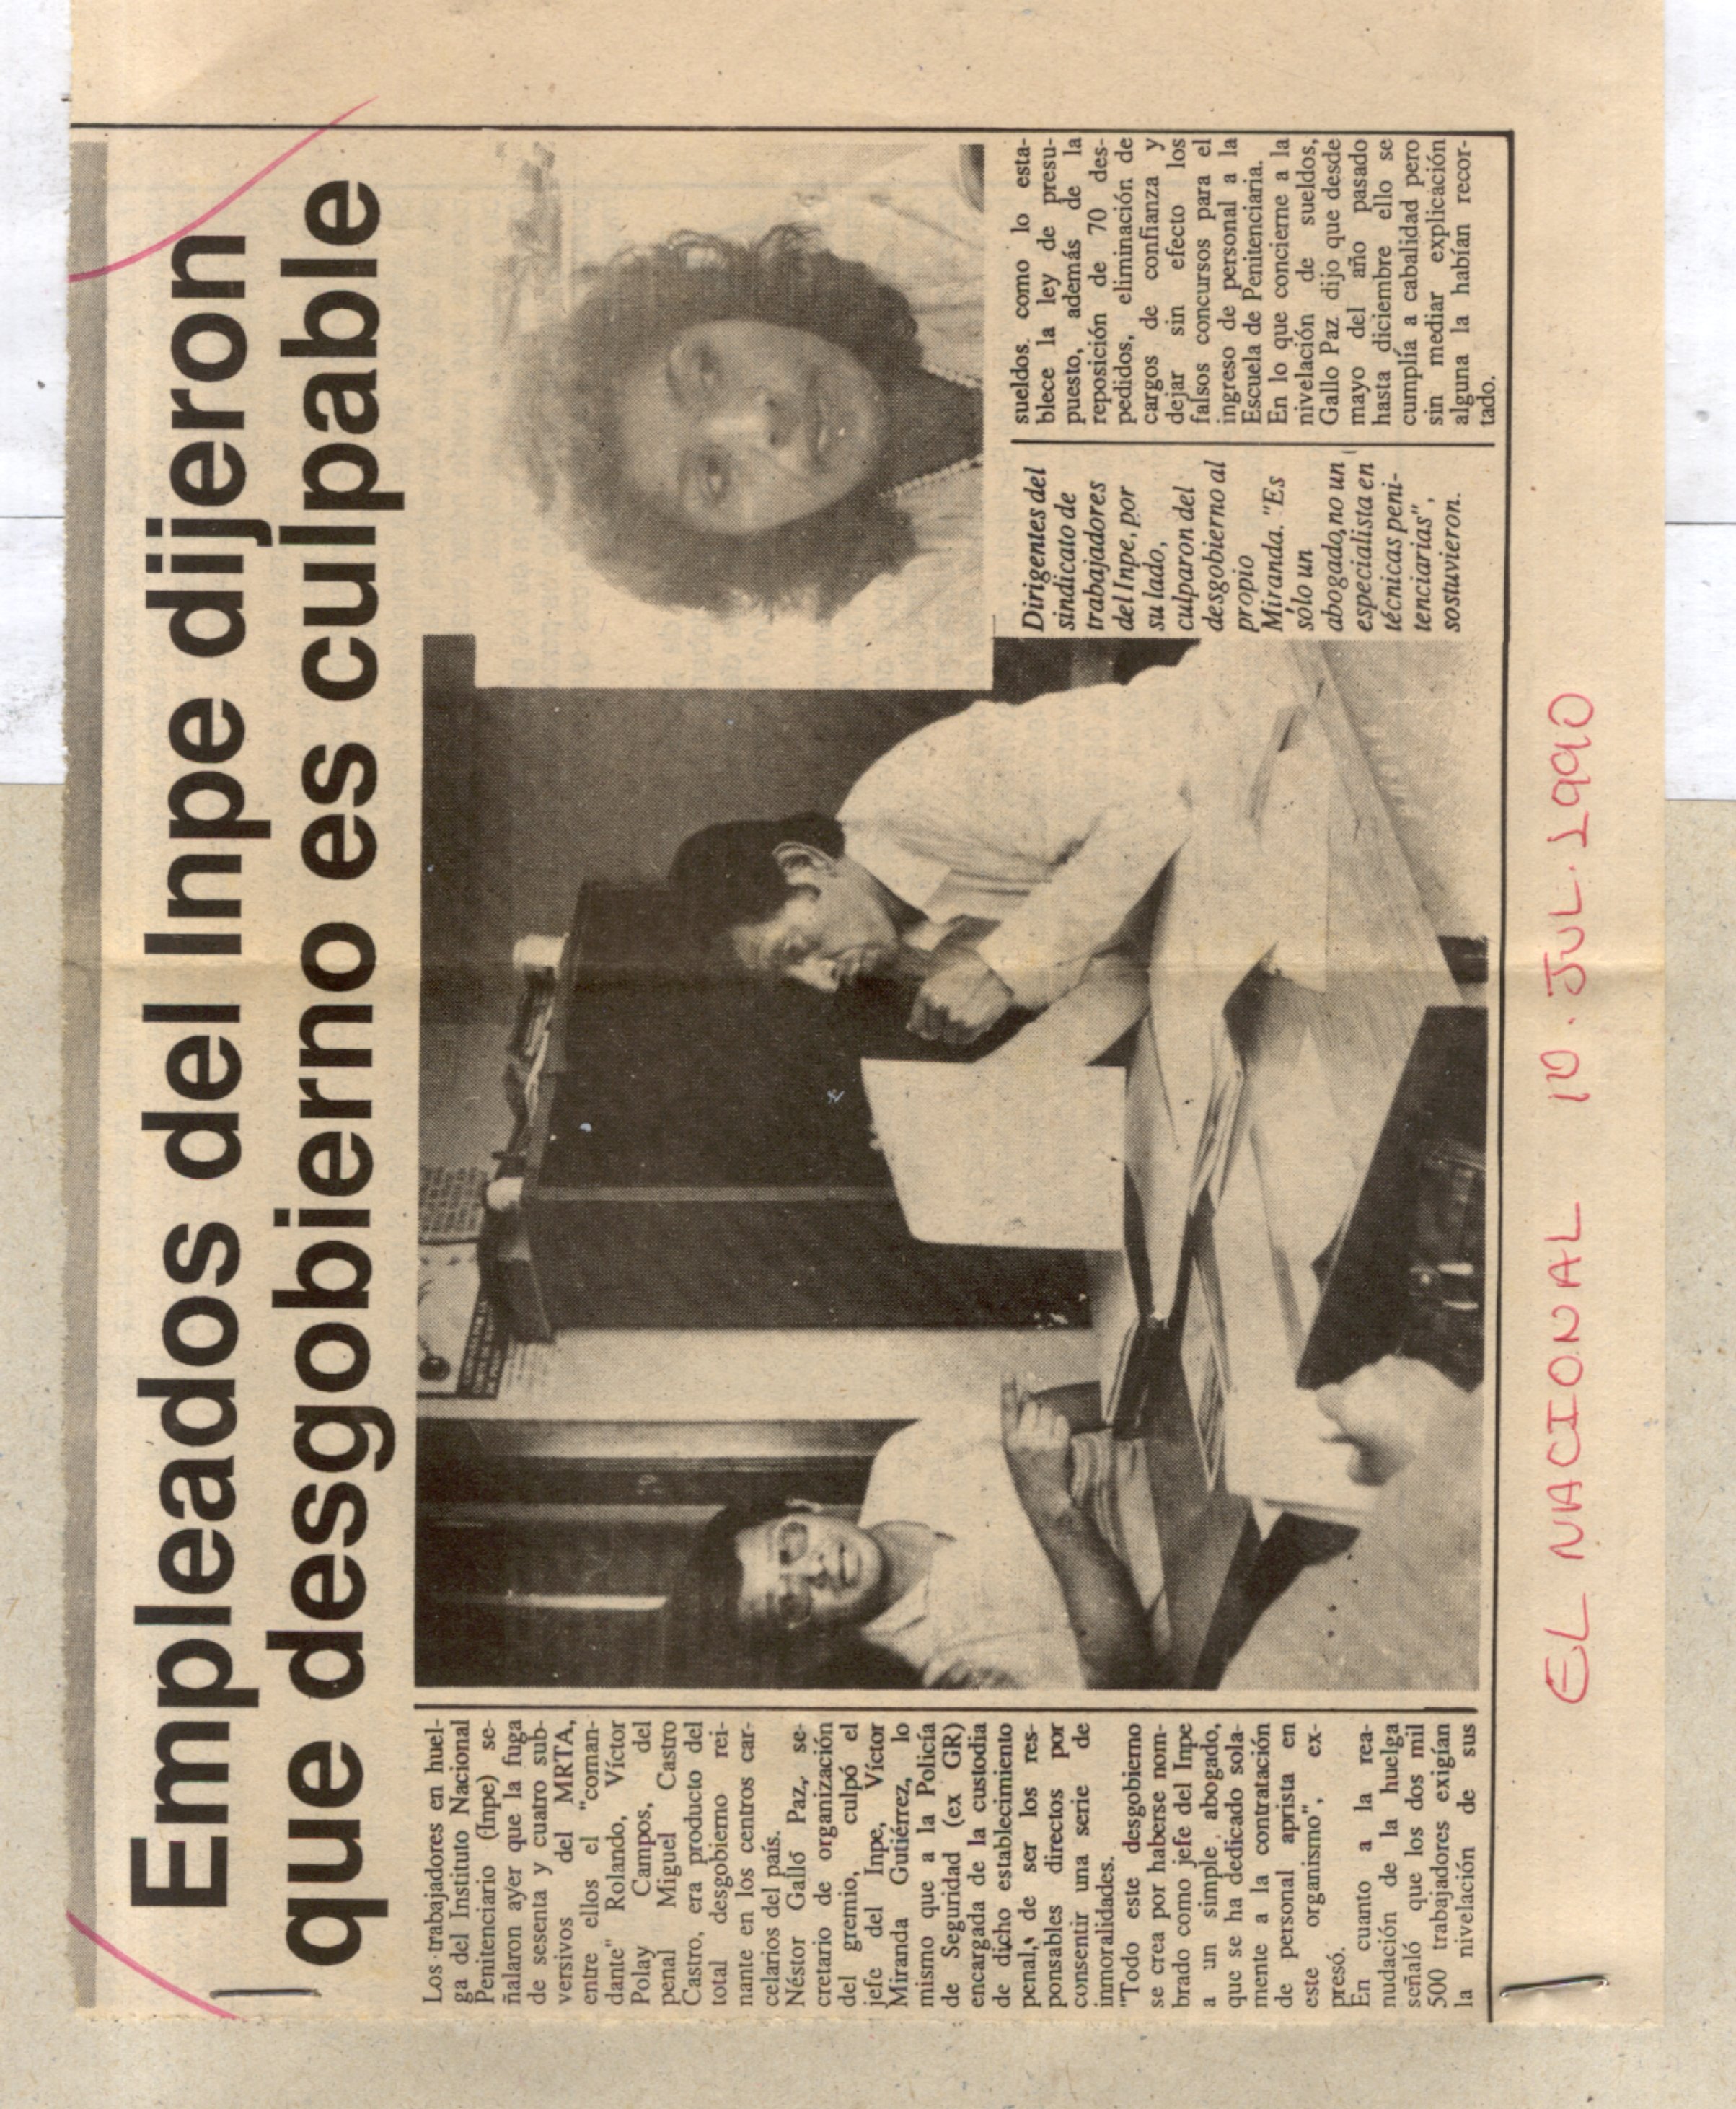 Empleados del Inpe dijeron
que desgobierno es culpable
Los trabajadores en huel-
ga del Instituto Nacional
Penitenciario (Inpe) se-
ñalaron ayer que la fuga
de sesenta y cuatro sub-
versivos del MRTA,
entre ellos el "coman-
dante" Rolando, Víctor
Polay Campos, del
penal Miguel Castro
Castro, era producto del
total desgobierno rei-
nante en los centros car-
celarios del país.
Néstor Galló Paz, se-
cretario de organización
del gremio, culpó el
jefe del Inpe, Víctor
Miranda Gutiérrez, lo
mismo que a la Policía
de Seguridad (ex GR)
encargada de la custodia
de dicho establecimiento
penal, de ser los res-
ponsables directos por
consentir una serie de
inmoralidades.
"Todo este desgobierno
se crea por haberse nom-
brado como jefe del Inpe
a un simple abogado,
que se ha dedicado sola-
mente a la contratación
de personal aprista en
este organismo", ex-
presó.
En cuanto a la rea-
nudación de la huelga
señaló que los dos mil
500 trabajadores exigían
la nivelación de sus
Dirigentes del
sindicato de
trabajadores
del Inpe, por
su lado,
culparon del
desgobierno al
propio
Miranda. "Es
sólo un
abogado, no un
especialista en
técnicas peni-
tenciarias",
sostuvieron.
sueldos. como lo esta-
blece la ley de presu-
puesto, además de la
reposición de 70 des-
pedidos, eliminación de
cargos de confianza y
dejar sin efecto los
falsos concursos para el
ingreso de personal a la
Escuela de Penitenciaria.
En lo que concierne a la
nivelación de sueldos,
Gallo Paz dijo que desde
mayo del año pasado
hasta diciembre ello se
cumplía a cabalidad pero
sin mediar explicación
alguna la habían recor-
tado.
EL NACIONAL 10. JUL. 1990